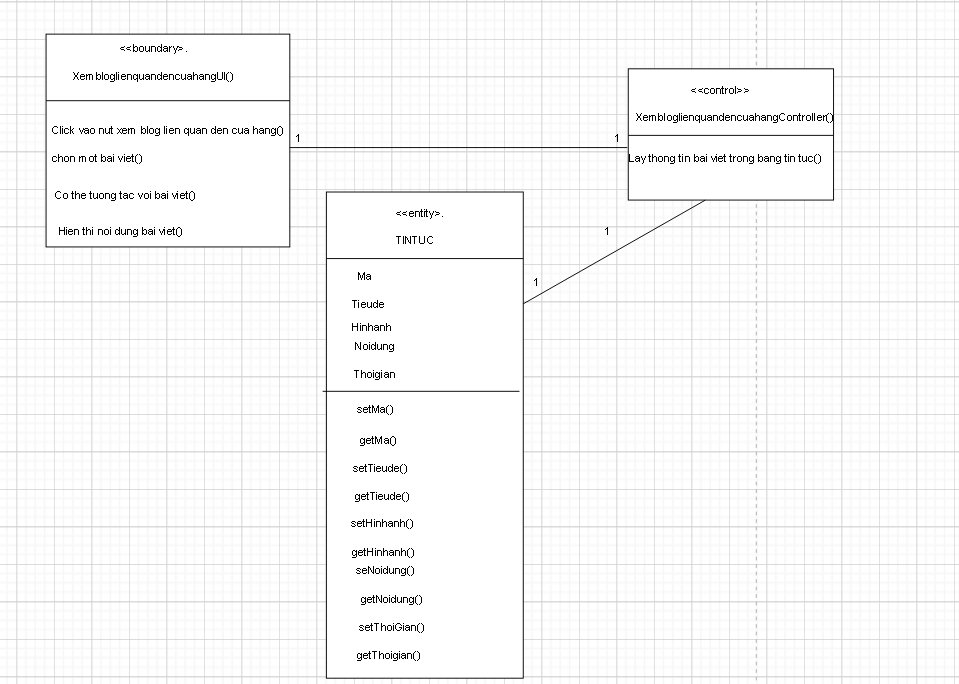 <<boundary>.
XembloglienquandencuahangUI()
Click vao nut xem blog lien quan den cua hang()
chon mot bai viet()
Co the tuong tac voi bai viet()
Hien thi noi dung bai viet()
1
1
<<control>>
XembloglienquandencuahangController()
Lay thong tin bai viet trong bang tin tuc()
1
1
<<entity>.
TINTUC
Ma
Tieude
Hinhanh
Noidung
Thoigian
setMa()
getMa()
setTieude()
getTieude()
setHinhanh()
getHinhanh()
seNoidung()
getNoidung()
setThoiGian()
getThoigian()